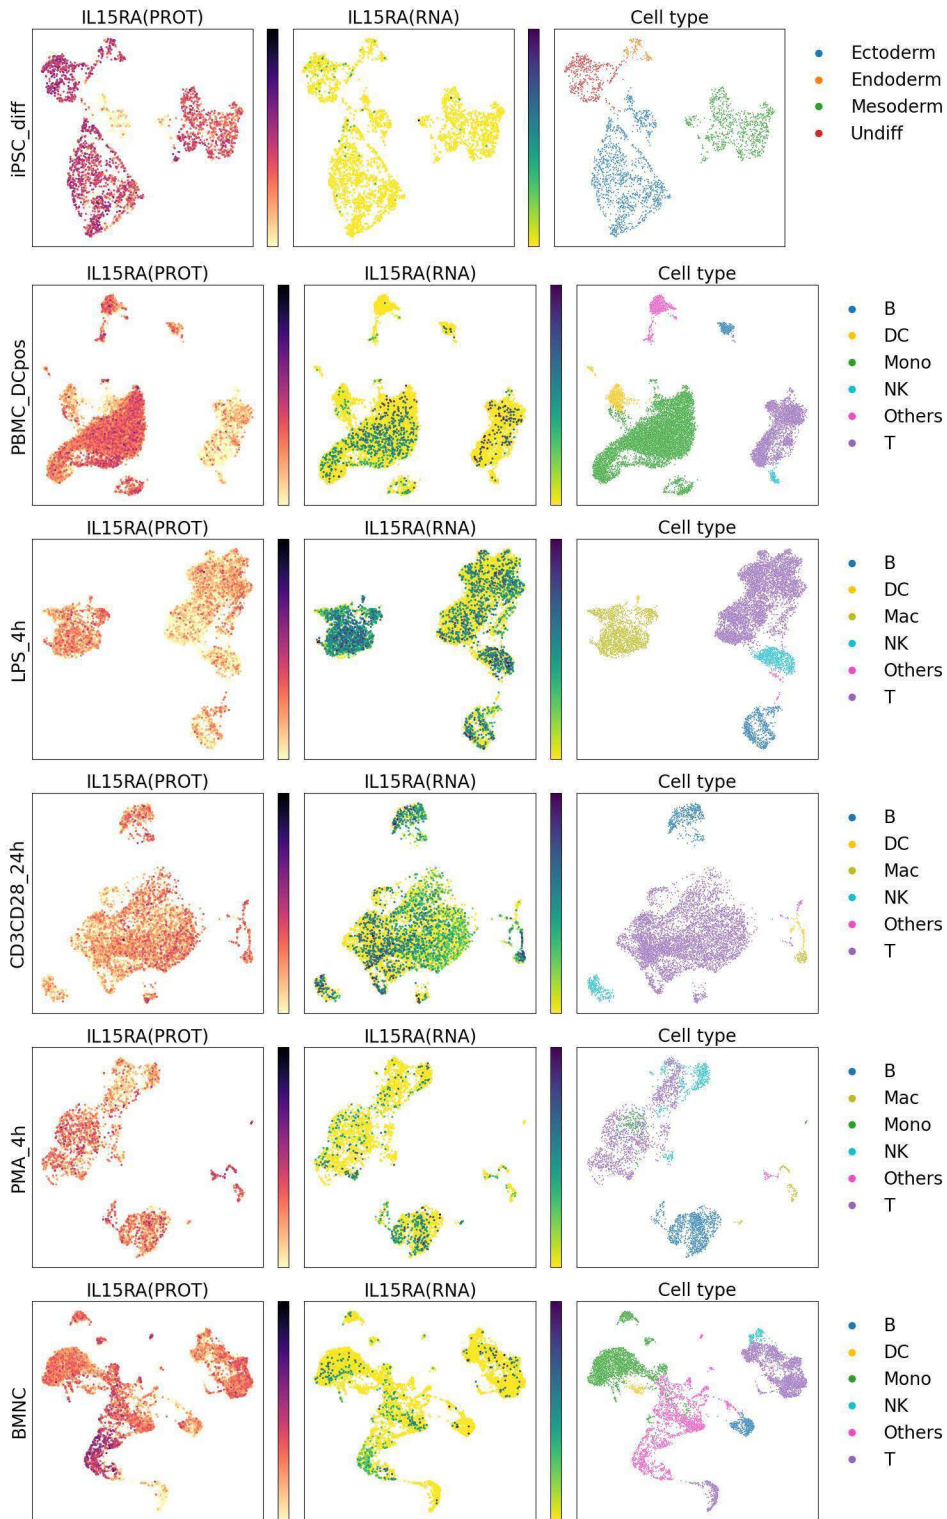 IL15RA(PROT) IL15RA(RNA) Cell type
iPSC_diff
Ectoderm
Endoderm
Mesoderm
Undiff
IL15RA(PROT) IL15RA(RNA) Cell type
PBMC_DCpos
B
DC
Mono
NK
Others
T
IL15RA(PROT) IL15RA(RNA) Cell type
LPS_4h
B
DC
Mac
NK
Others
T
IL15RA(PROT) IL15RA(RNA) Cell type
CD3CD28_24h
B
DC
Mac
NK
Others
T
IL15RA(PROT) IL15RA(RNA) Cell type
PMA_4h
B
Mac
Mono
NK
Others
T
IL15RA(PROT) IL15RA(RNA) Cell type
BMNC
B
DC
Mono
NK
Others
T